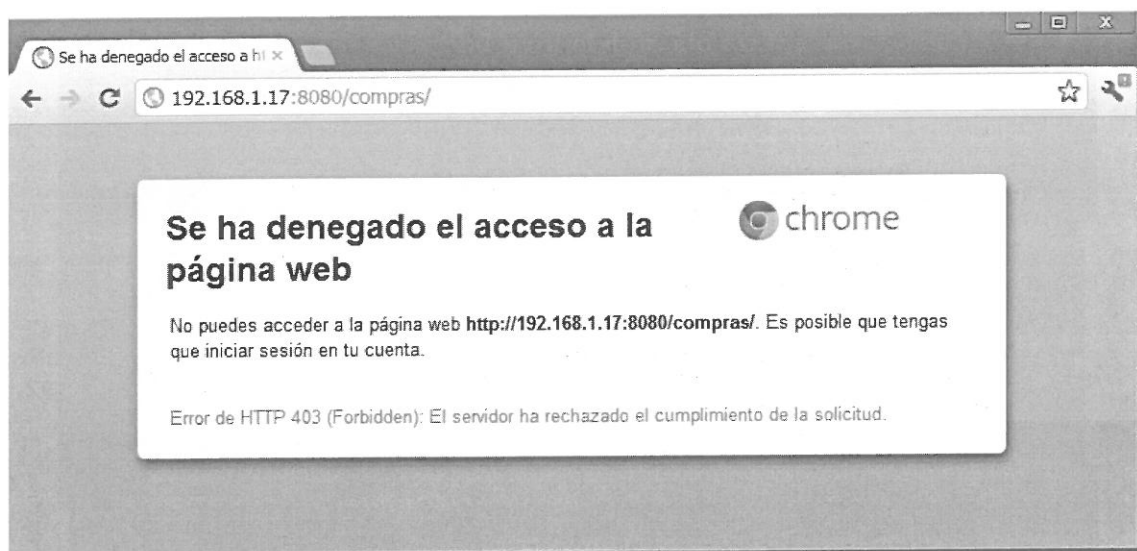 Se ha denegado el acceso a ht
192.168.1.17:8080/compras/
Se ha denegado el acceso a la
página web
chrome
No puedes acceder a la página web http://192.168.1.17:8080/compras/. Es posible que tengas
que iniciar sesión en tu cuenta.
Error de HTTP 403 (Forbidden): El servidor ha rechazado el cumplimiento de la solicitud.